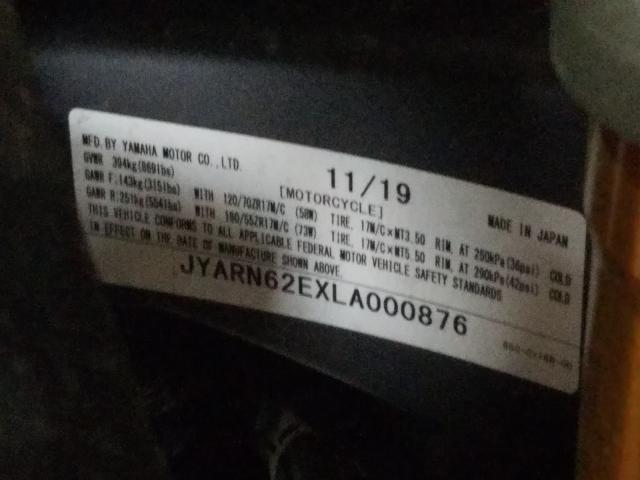 MFD. BY YAMAHA MOTOR CO., LTD. 11/19
GVWR 394kg(869lbs) [MOTORCYCLE] MADE IN JAPAN
GAWR F:143kg(315lbs) WITH 120/70ZR17M/C (58W) TIRE, 17M/C×MT3.50 RIM, AT 250kPa(36psi) COLD
GAWR R:251kg(554lbs) WITH 180/55ZR17M/C (73W) TIRE, 17M/C×MT5.50 RIM, AT 290kPa(42psi) COLD
THIS VEHICLE CONFORMS TO ALL APPLICABLE FEDERAL MOTOR VEHICLE SAFETY STANDARDS
IN EFFECT ON THE DATE OF MANUFACTURE SHOWN ABOVE.
JYARN62EXLA000876